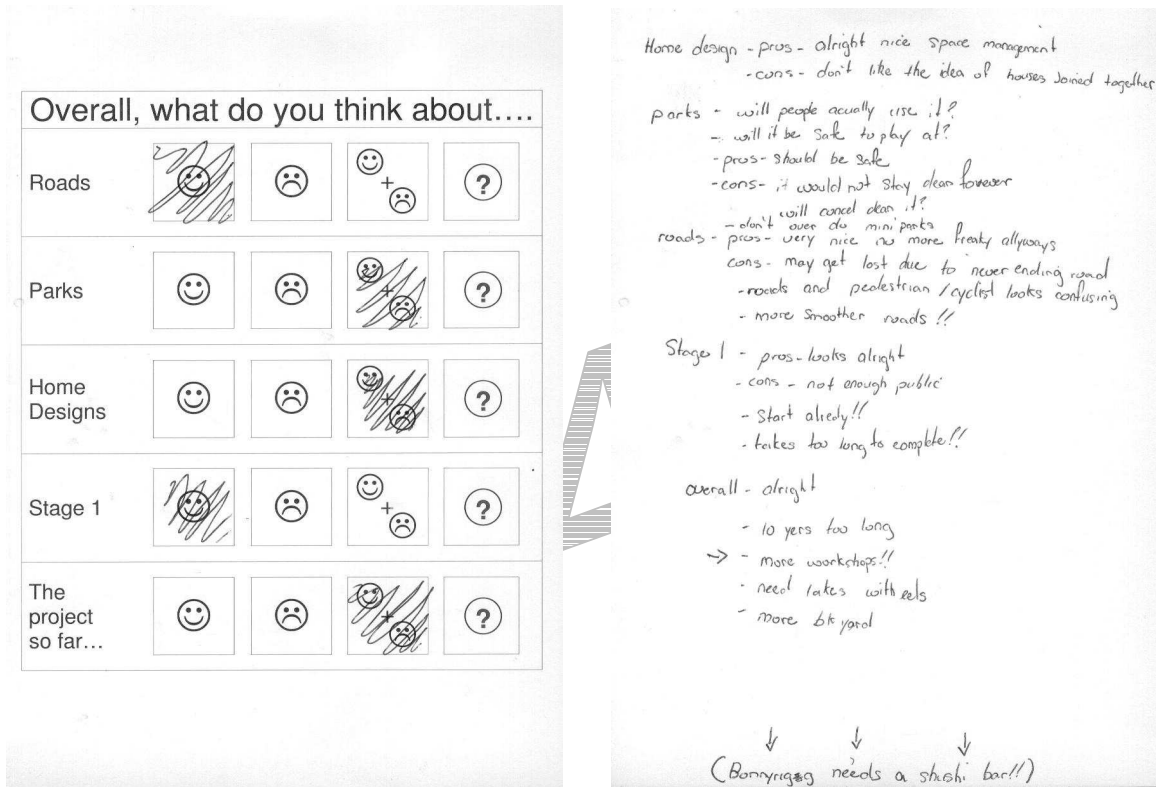 Overall, what do you think about....
Roads
?
Parks
?
Home
Designs
?
Stage 1
?
The
project
so far...
?
Home design - pros - alright nice space management
- cons - don't like the idea of houses Joined together
parks - will people acually use it?
- will it be safe to play at?
- pros - should be safe
- cons - it would not stay clean forever
will concel clean it?
- don't over do mini parks
roads - pros - very nice no more freaky allyways
cons - may get lost due to never ending road
- roads and pedestrian / cyclist looks confusing
- more smoother roads !!
Stage 1 - pros - looks alright
- cons - not enough public
- Start alredy!!
- takes too long to complete!!
overall - alright
- 10 yers too long
→ - more workshops!!
- need lakes with eels
- more bk yard
↓ ↓ ↓
(Bonnyrigg needs a shushi bar!!)